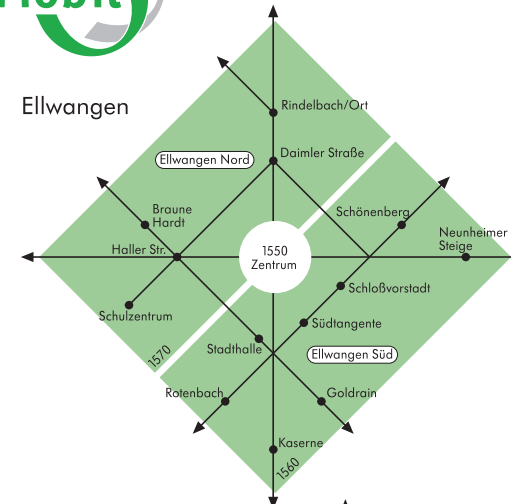 Ellwangen
Rindelbach/Ort
Daimler Straße
Ellwangen Nord
Braune
Hardt
Schönenberg
Neunheimer
Steige
Haller Str.
1550
Zentrum
Schloßvorstadt
Schulzentrum
Südtangente
Stadthalle
Ellwangen Süd
1570
Rotenbach
Goldrain
Kaserne
1560